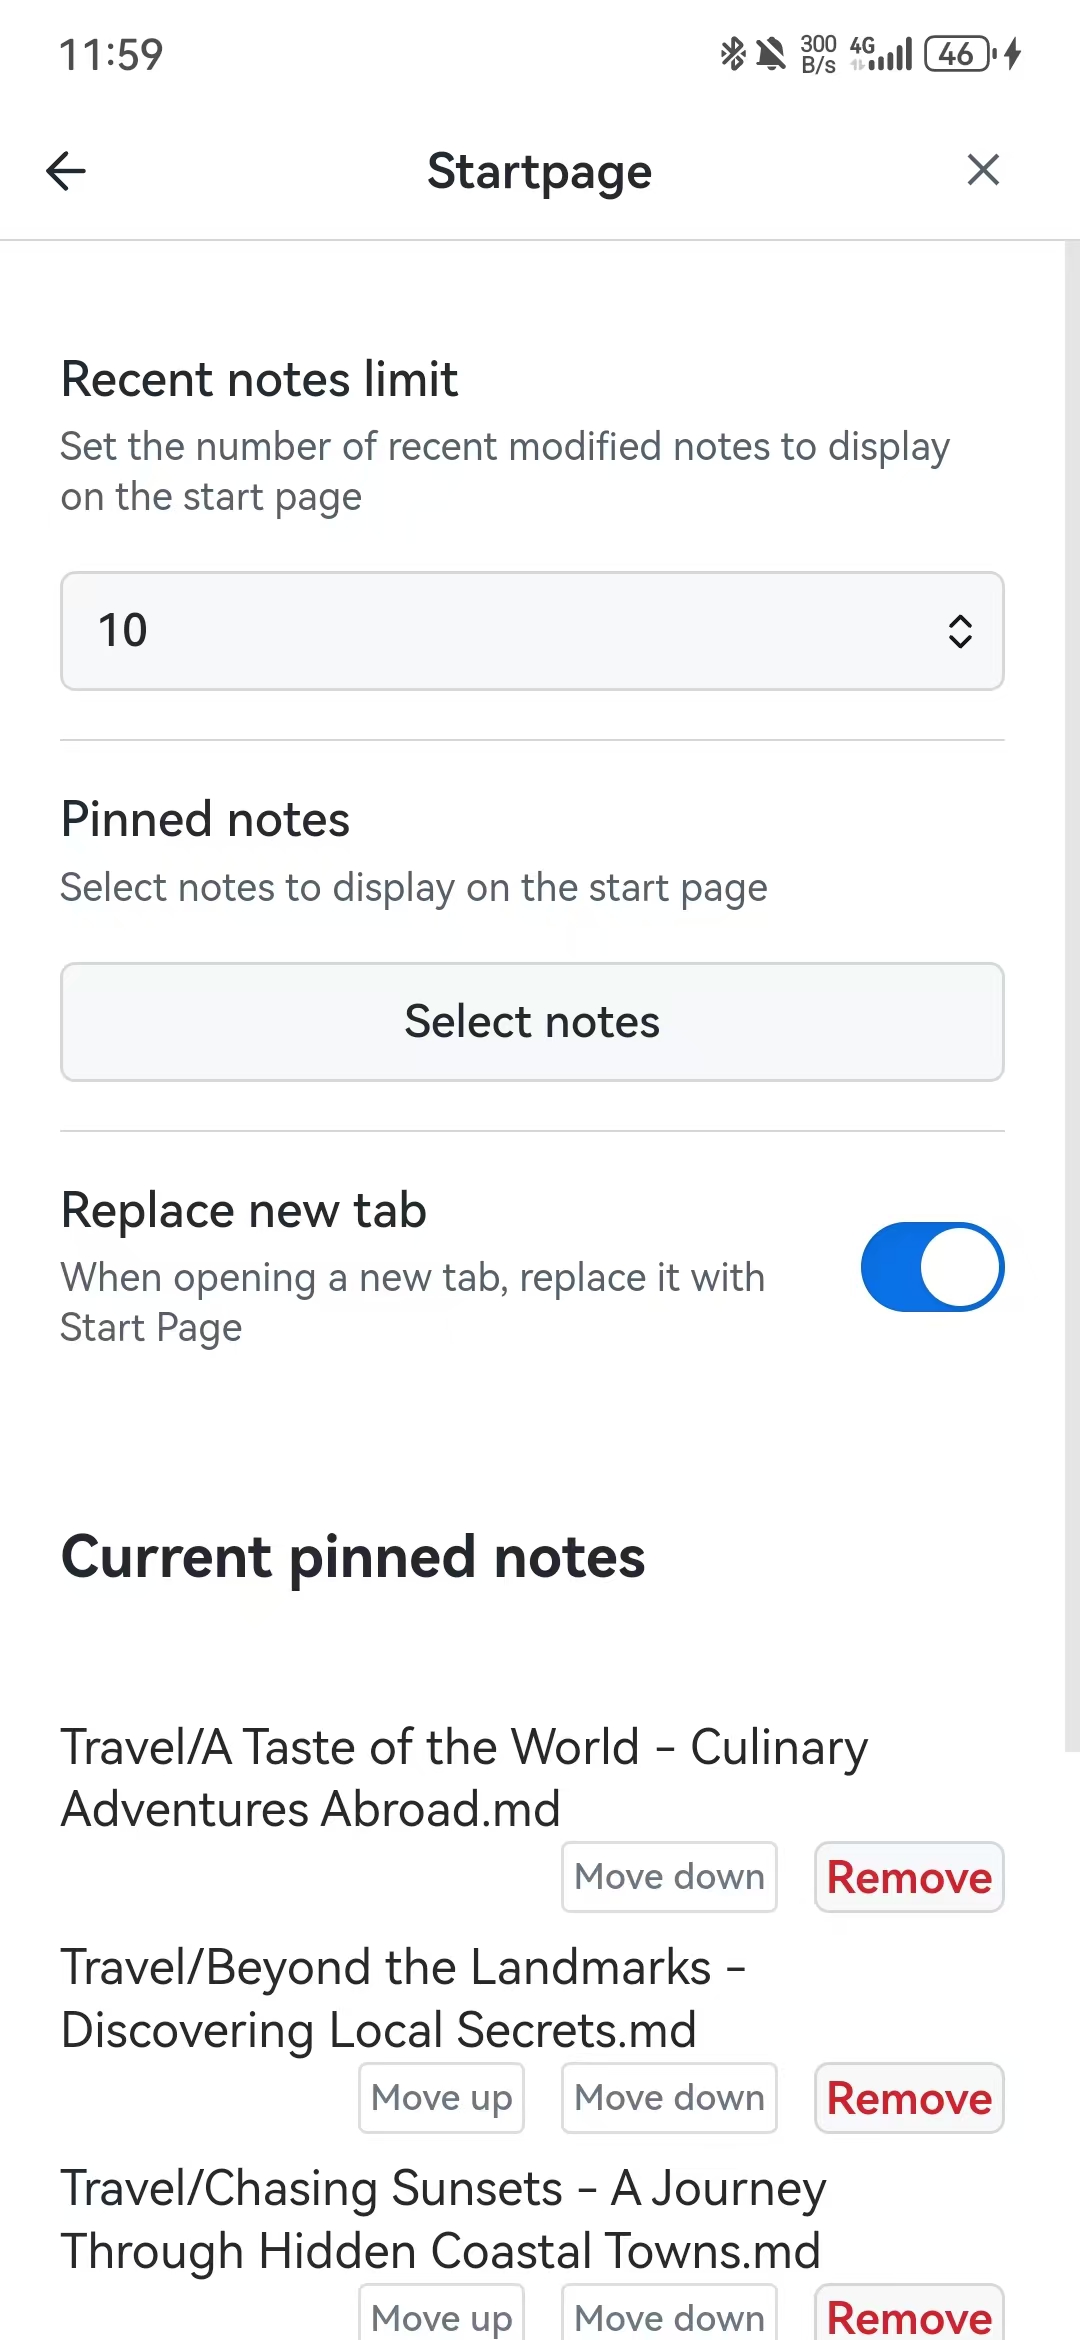 11:59
300
B/s
4G
46
Startpage
Recent notes limit
Set the number of recent modified notes to display
on the start page
10
Pinned notes
Select notes to display on the start page
Select notes
Replace new tab
When opening a new tab, replace it with
Start Page
Current pinned notes
Travel/A Taste of the World - Culinary
Adventures Abroad.md
Move down Remove
Travel/Beyond the Landmarks -
Discovering Local Secrets.md
Move up Move down Remove
Travel/Chasing Sunsets - A Journey
Through Hidden Coastal Towns.md
Move up Move down Remove